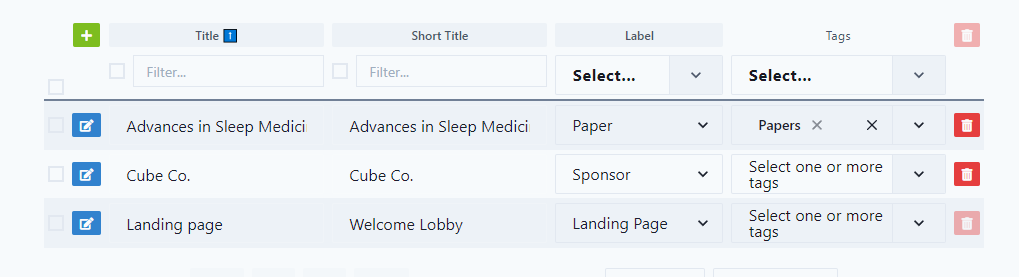 Title Short Title Label Tags
Filter... Filter... Select... Select...
Advances in Sleep Medici Advances in Sleep Medici Paper Papers
Cube Co. Cube Co. Sponsor Select one or more
tags
Landing page Welcome Lobby Landing Page Select one or more
tags